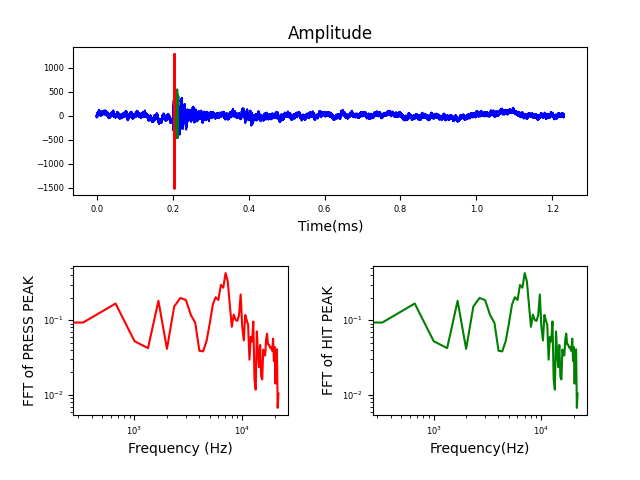 Amplitude
1000
500
0
−500
−1000
−1500
0.0 0.2 0.4 0.6 0.8 1.0 1.2
Time(ms)
FFT of PRESS PEAK
10⁻¹
10⁻²
10³ 10⁴
Frequency (Hz)
FFT of HIT PEAK
10⁻¹
10⁻²
10³ 10⁴
Frequency(Hz)